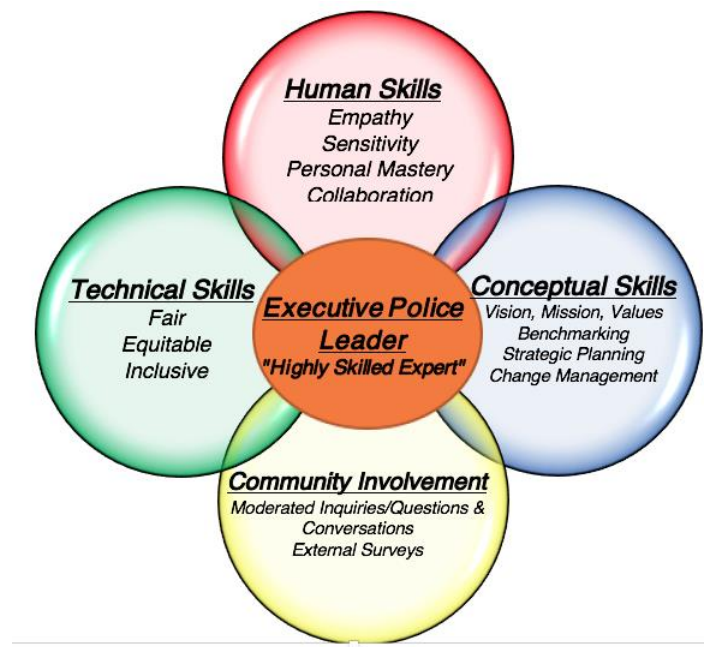 Human Skills
Empathy
Sensitivity
Personal Mastery
Collaboration
Technical Skills
Fair
Equitable
Inclusive
Executive Police
Leader
"Highly Skilled Expert"
Conceptual Skills
Vision, Mission, Values
Benchmarking
Strategic Planning
Change Management
Community Involvement
Moderated Inquiries/Questions &
Conversations
External Surveys